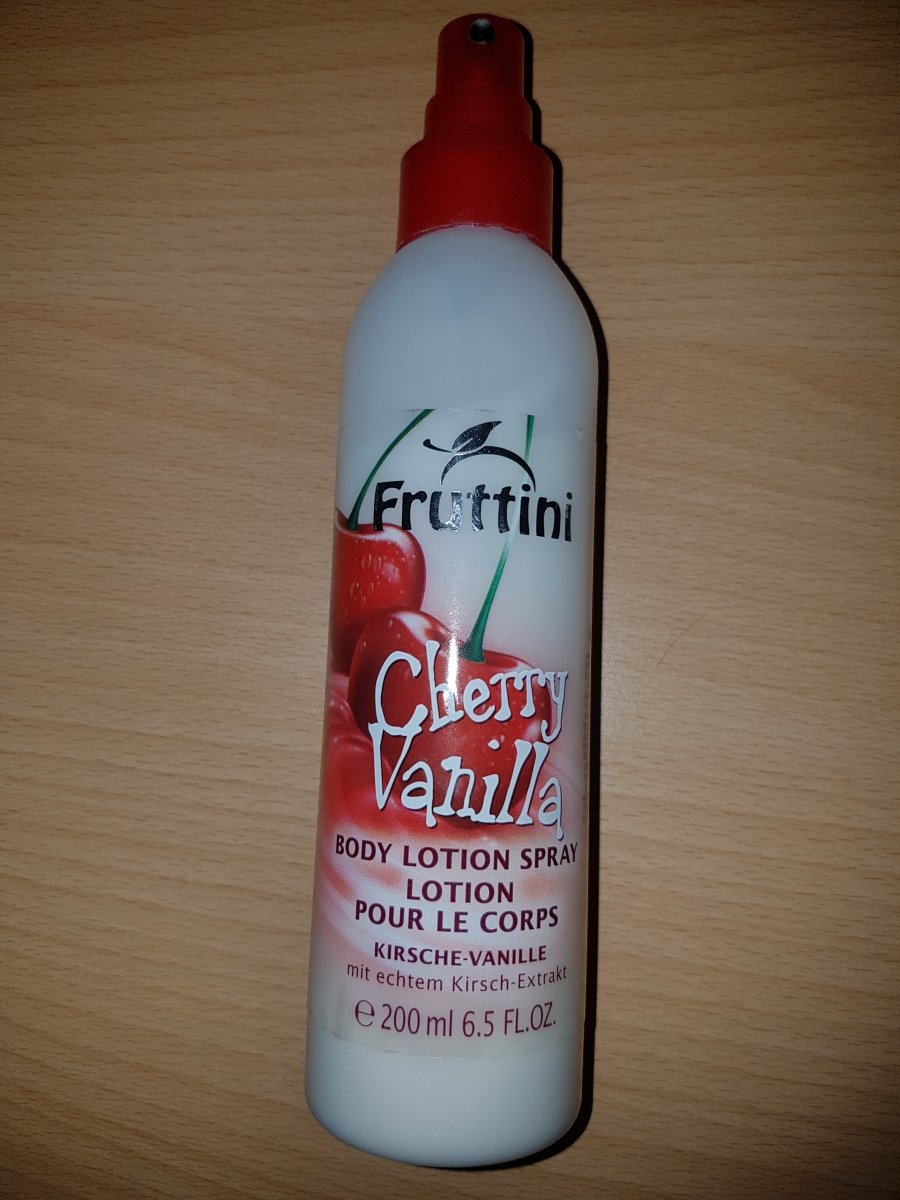 Fruttini
Cherry
Vanilla
BODY LOTION SPRAY
LOTION
POUR LE CORPS
KIRSCHE-VANILLE
mit echtem Kirsch-Extrakt
℮ 200 ml 6.5 FL.OZ.